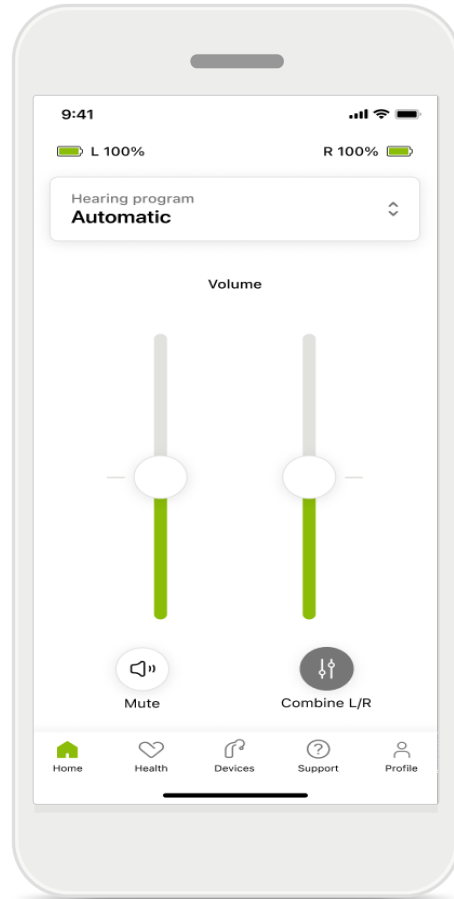 9:41
L 100% R 100%
Hearing program
Automatic
Volume
Mute Combine L/R
Home Health Devices Support Profile